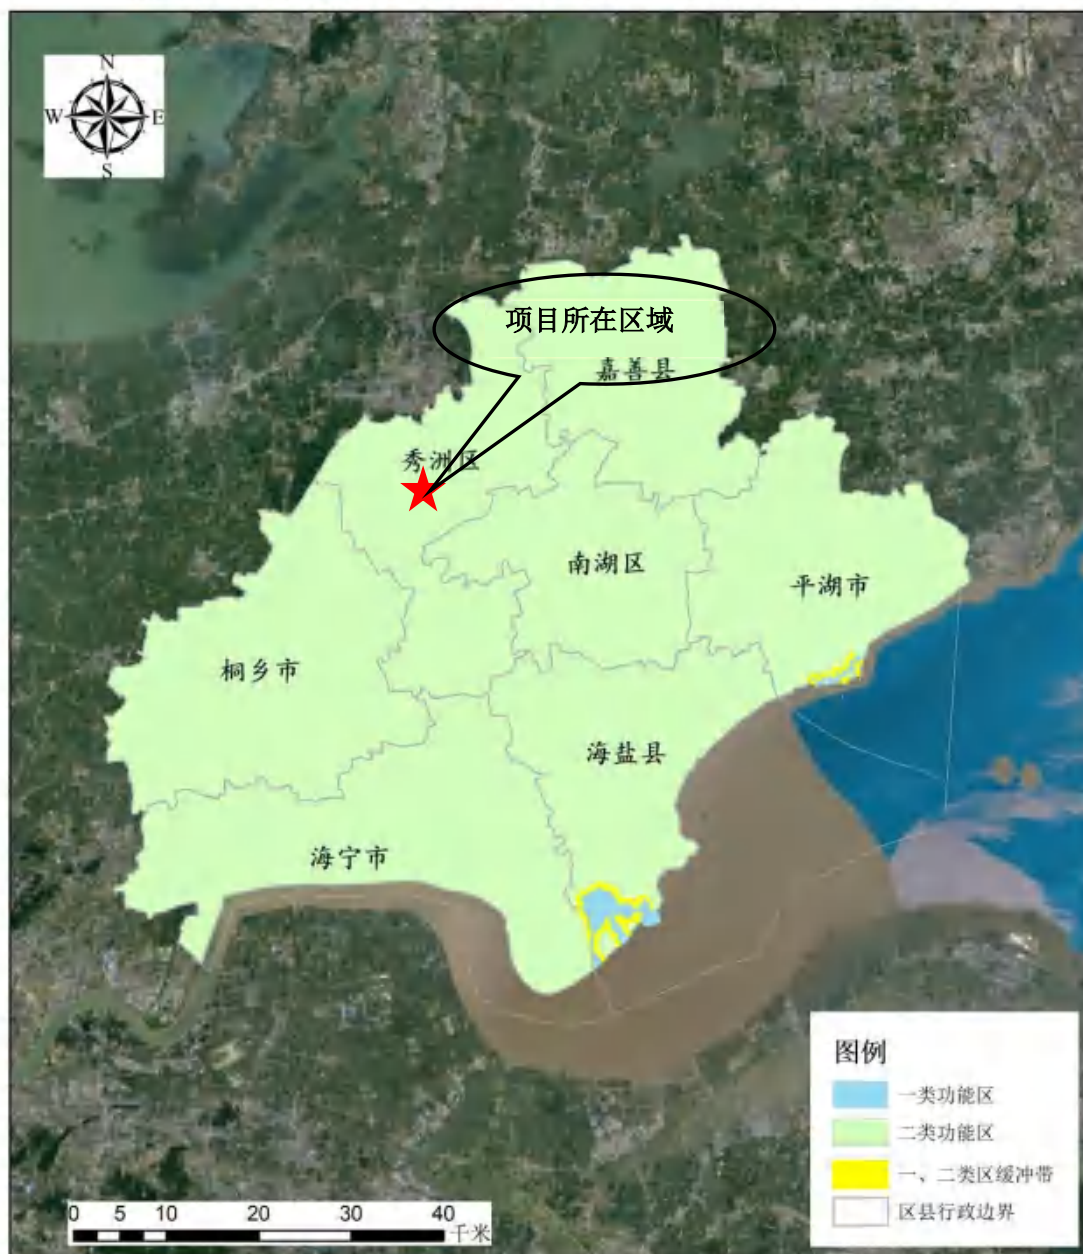 N
W E
S
项目所在区域
嘉善县
秀洲区
南湖区
平湖市
桐乡市
海盐县
海宁市
图例
一类功能区
二类功能区
一、二类区缓冲带
区县行政边界
0 5 10 20 30 40
千米